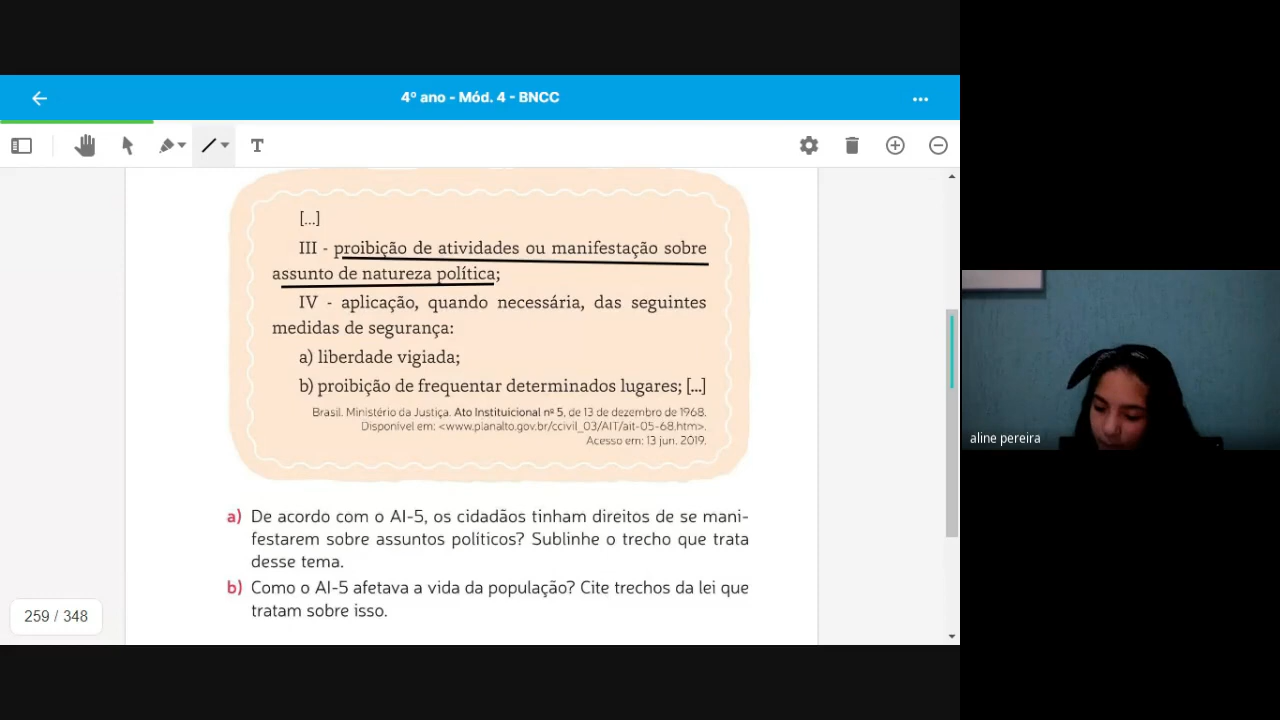 4º ano - Mód. 4 - BNCC
T
[...]
III - proibição de atividades ou manifestação sobre
assunto de natureza política;
IV - aplicação, quando necessária, das seguintes
medidas de segurança:
a) liberdade vigiada;
b) proibição de frequentar determinados lugares; [...]
Brasil. Ministério da Justiça. Ato Institucional nº 5, de 13 de dezembro de 1968.
Disponível em: <www.planalto.gov.br/ccivil_03/AIT/ait-05-68.htm>.
Acesso em: 13 jun. 2019.
a) De acordo com o AI-5, os cidadãos tinham direitos de se mani-
festarem sobre assuntos políticos? Sublinhe o trecho que trata
desse tema.
b) Como o AI-5 afetava a vida da população? Cite trechos da lei que
tratam sobre isso.
259 / 348
aline pereira